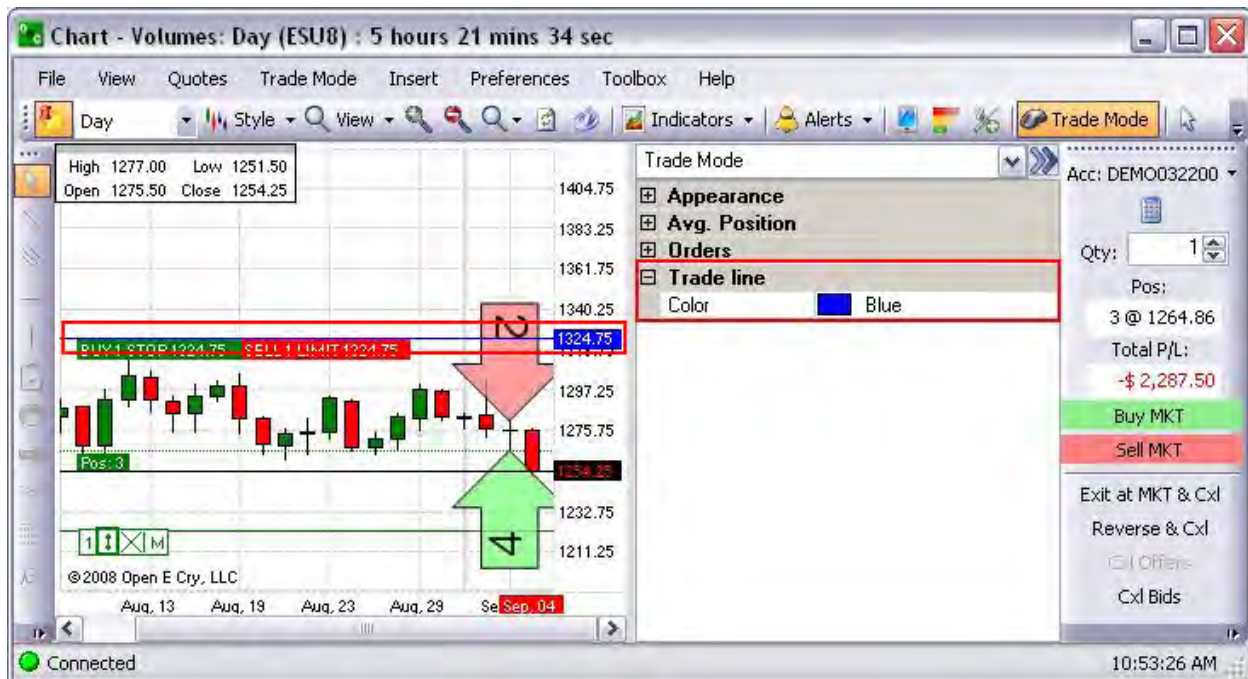 Chart - Volumes: Day (ESU8) : 5 hours 21 mins 34 sec
File View Quotes Trade Mode Insert Preferences Toolbox Help
Day Style View Indicators Alerts Trade Mode
High 1277.00 Low 1251.50
Open 1275.50 Close 1254.25
1404.75
1383.25
1361.75
1340.25
1324.75
1297.25
1275.75
1254.25
1232.75
1211.25
BUY 1 STOP 1324.75 SELL 1 LIMIT 1324.75
2
Pos: 3
4
1 M
©2008 Open E Cry, LLC
Aug, 13 Aug, 19 Aug, 23 Aug, 29 Se Sep, 04
Trade Mode
Appearance
Avg. Position
Orders
Trade line
Color Blue
Acc: DEMO032200
Qty: 1
Pos:
3 @ 1264.86
Total P/L:
-$ 2,287.50
Buy MKT
Sell MKT
Exit at MKT & Cxl
Reverse & Cxl
Cxl Offers
Cxl Bids
Connected
10:53:26 AM